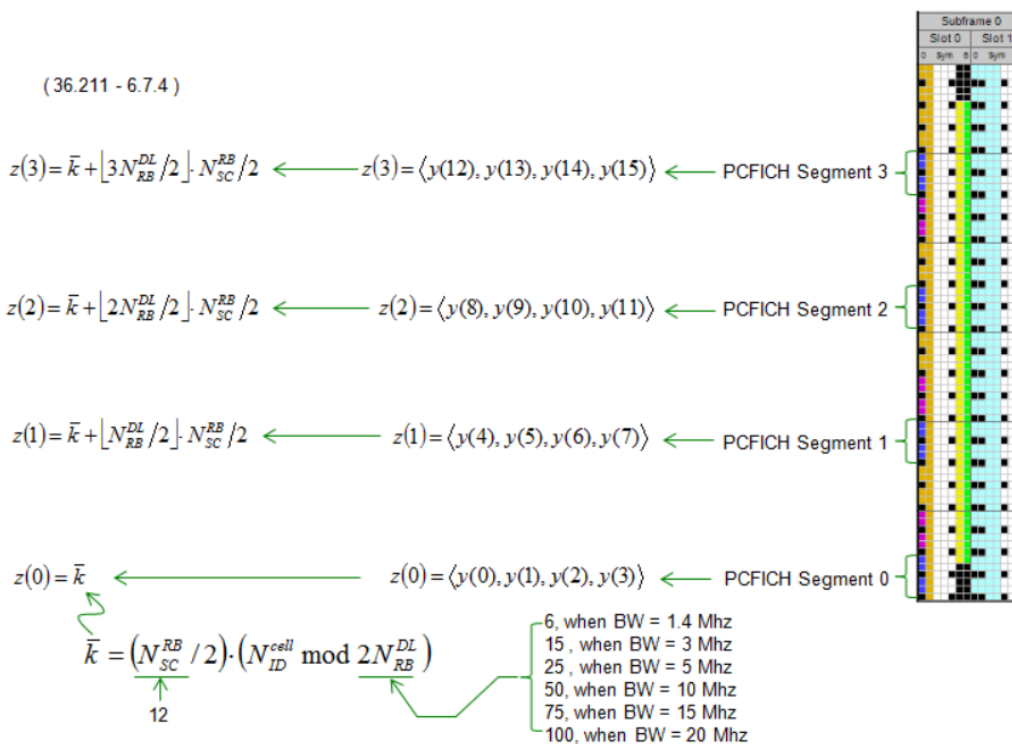 Subframe 0
Slot 0 Slot 1
0 Sym 6 0 Sym
( 36.211 - 6.7.4 )
z(3) = k̄ + ⌊3N_RB^DL/2⌋· N_SC^RB/2 z(3) = ⟨y(12), y(13), y(14), y(15)⟩ PCFICH Segment 3
z(2) = k̄ + ⌊2N_RB^DL/2⌋· N_SC^RB/2 z(2) = ⟨y(8), y(9), y(10), y(11)⟩ PCFICH Segment 2
z(1) = k̄ + ⌊N_RB^DL/2⌋· N_SC^RB/2 z(1) = ⟨y(4), y(5), y(6), y(7)⟩ PCFICH Segment 1
z(0) = k̄ z(0) = ⟨y(0), y(1), y(2), y(3)⟩ PCFICH Segment 0
k̄ = (N_SC^RB/2)·(N_ID^cell mod 2N_RB^DL)
12
6, when BW = 1.4 Mhz
15 , when BW = 3 Mhz
25, when BW = 5 Mhz
50, when BW = 10 Mhz
75, when BW = 15 Mhz
100, when BW = 20 Mhz